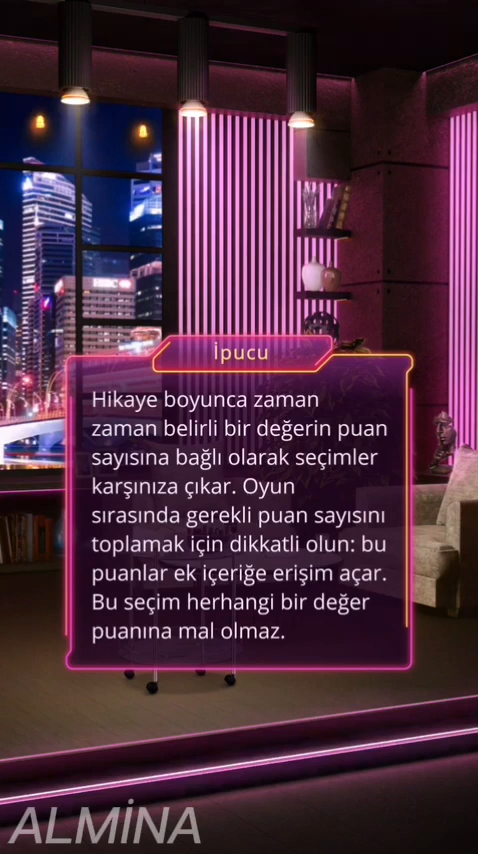 İpucu
Hikaye boyunca zaman
zaman belirli bir değerin puan
sayısına bağlı olarak seçimler
karşınıza çıkar. Oyun
sırasında gerekli puan sayısını
toplamak için dikkatli olun: bu
puanlar ek içeriğe erişim açar.
Bu seçim herhangi bir değer
puanına mal olmaz.
ALMİNA